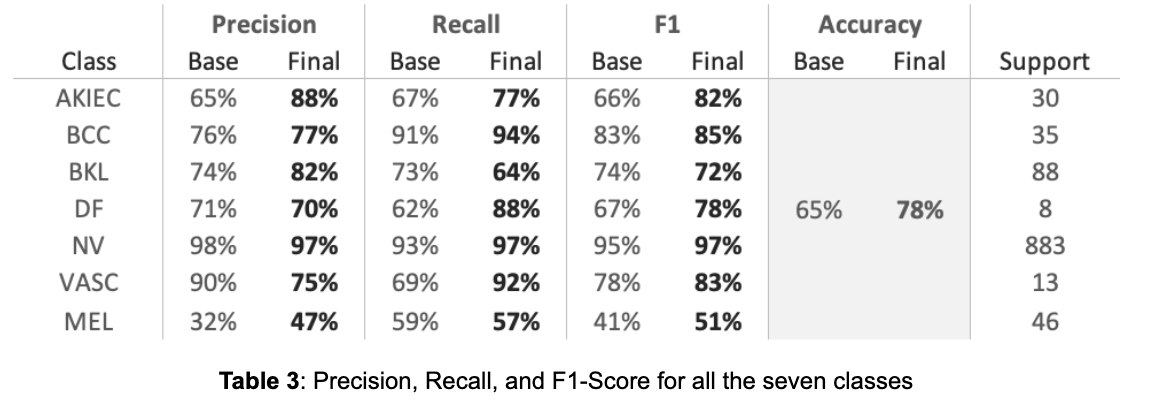 Precision Recall F1 Accuracy
Class Base Final Base Final Base Final Base Final Support
AKIEC 65% 88% 67% 77% 66% 82% 30
BCC 76% 77% 91% 94% 83% 85% 35
BKL 74% 82% 73% 64% 74% 72% 88
DF 71% 70% 62% 88% 67% 78% 65% 78% 8
NV 98% 97% 93% 97% 95% 97% 883
VASC 90% 75% 69% 92% 78% 83% 13
MEL 32% 47% 59% 57% 41% 51% 46
Table 3: Precision, Recall, and F1-Score for all the seven classes